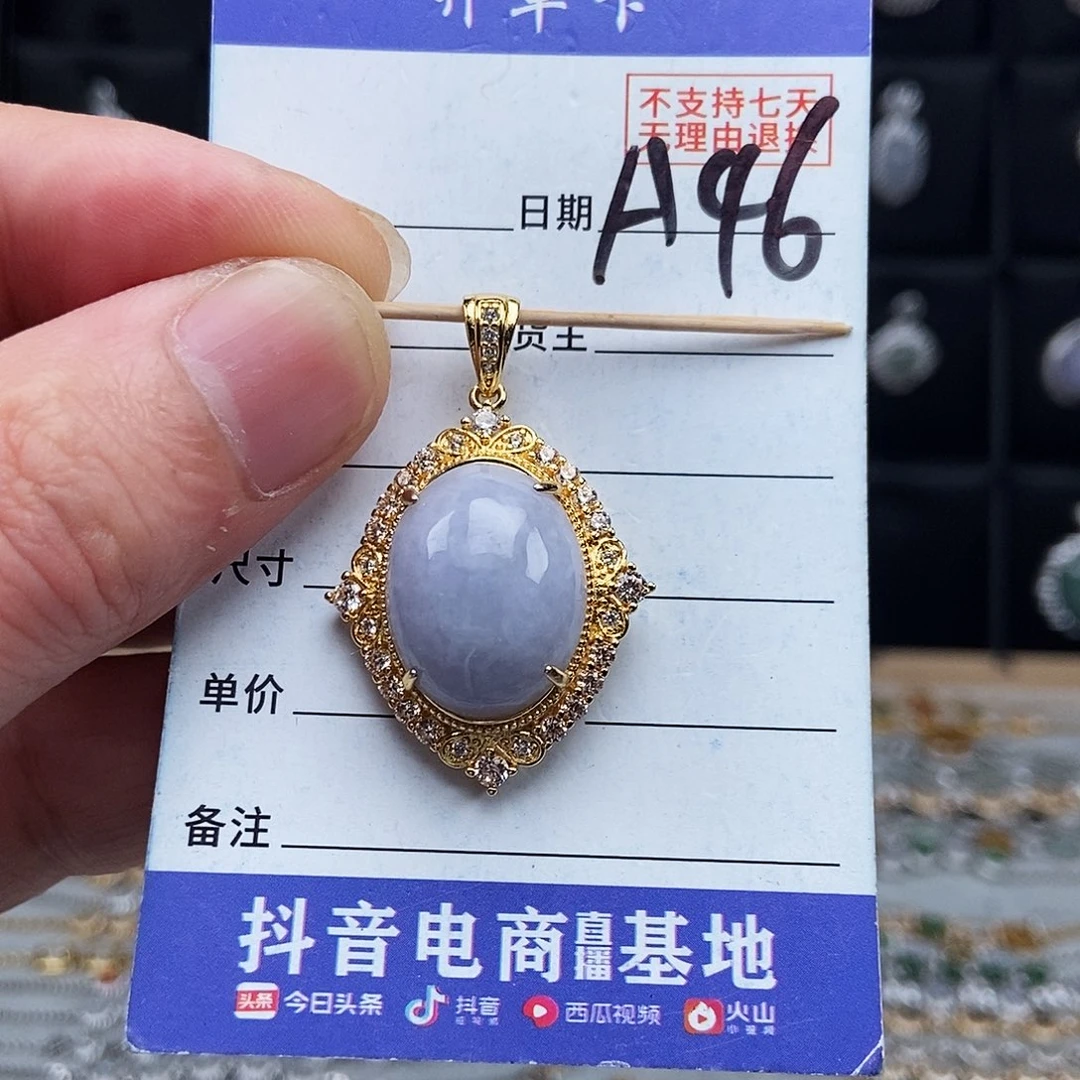 不支持七天
无理由退换
日期 A96
货主
尺寸
单价
备注
抖音电商直播基地
头条 今日头条 抖音 西瓜视频 火山